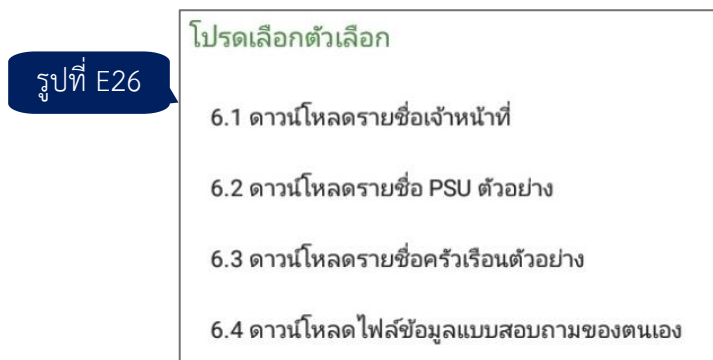 โปรดเลือกตัวเลือก
รูปที่ E26
6.1 ดาวน์โหลดรายชื่อเจ้าหน้าที่
6.2 ดาวน์โหลดรายชื่อ PSU ตัวอย่าง
6.3 ดาวน์โหลดรายชื่อครัวเรือนตัวอย่าง
6.4 ดาวน์โหลดไฟล์ข้อมูลแบบสอบถามของตนเอง